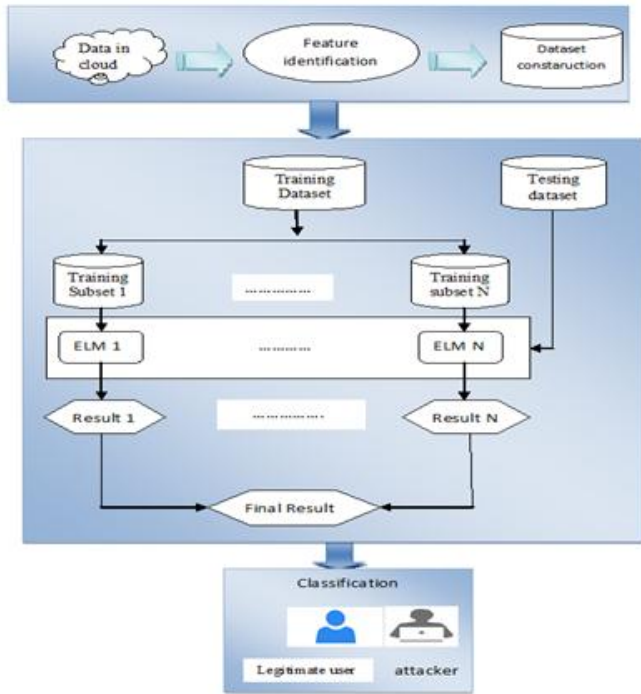 Data in
cloud
Feature
identification
Dataset
constaruction
Training
Dataset
Testing
dataset
Training
Subset 1
..............
Training
subset N
ELM 1
............
ELM N
Result 1
...............
Result N
Final Result
Classification
Legitimate user
attacker